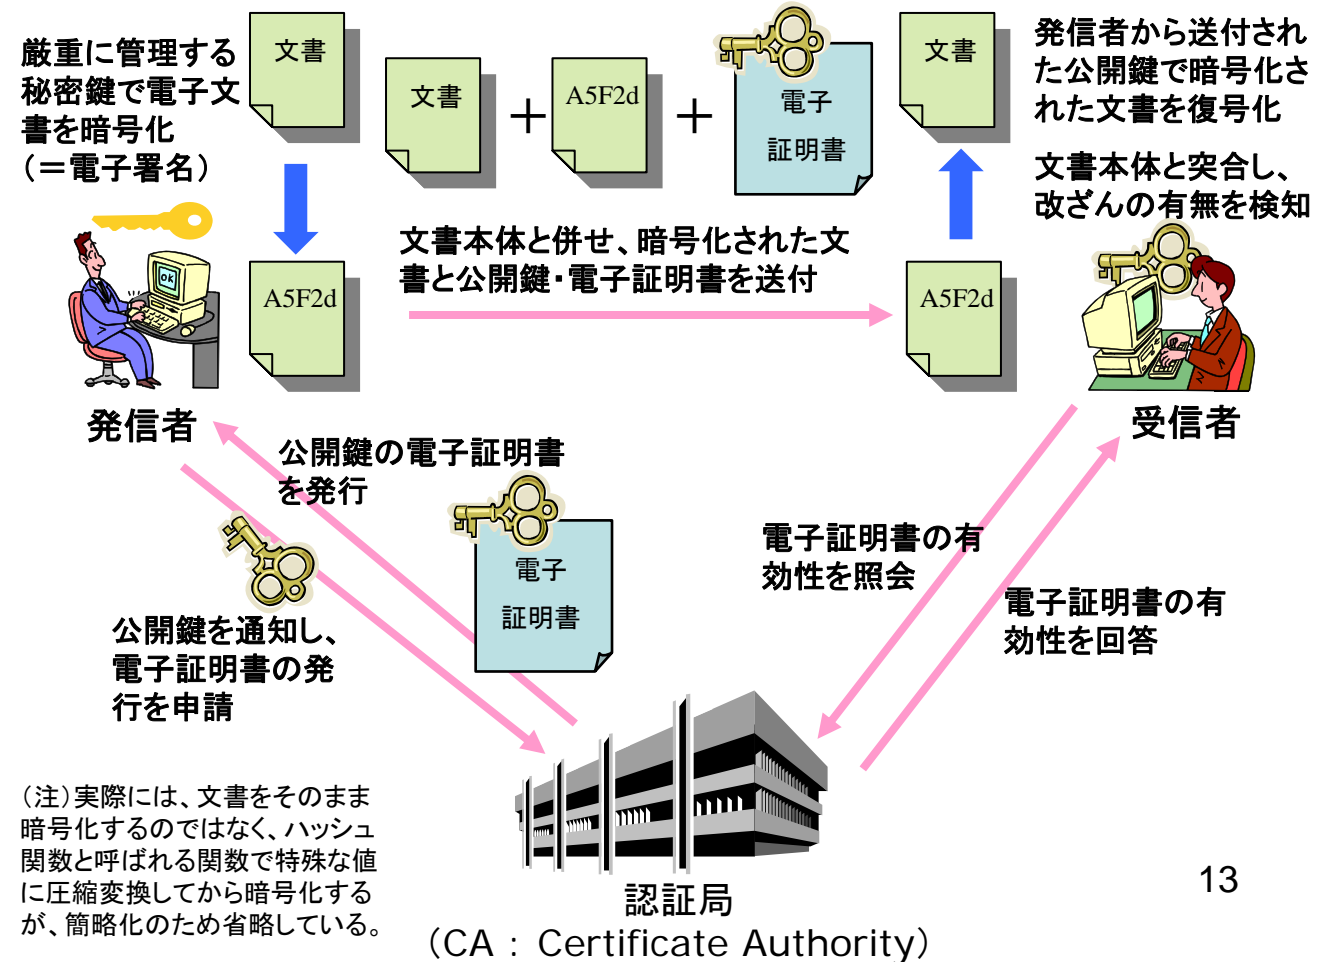 厳重に管理する
秘密鍵で電子文
書を暗号化
(＝電子署名)
文書
文書
＋
A5F2d
＋
電子
証明書
文書
発信者から送付され
た公開鍵で暗号化さ
れた文書を復号化
文書本体と突合し、
改ざんの有無を検知
文書本体と併せ、暗号化された文
書と公開鍵・電子証明書を送付
A5F2d
A5F2d
OK
発信者
受信者
公開鍵の電子証明書
を発行
電子
証明書
公開鍵を通知し、
電子証明書の発
行を申請
電子証明書の有
効性を照会
電子証明書の有
効性を回答
（注）実際には、文書をそのまま
暗号化するのではなく、ハッシュ
関数と呼ばれる関数で特殊な値
に圧縮変換してから暗号化する
が、簡略化のため省略している。
認証局
（CA : Certificate Authority）
13